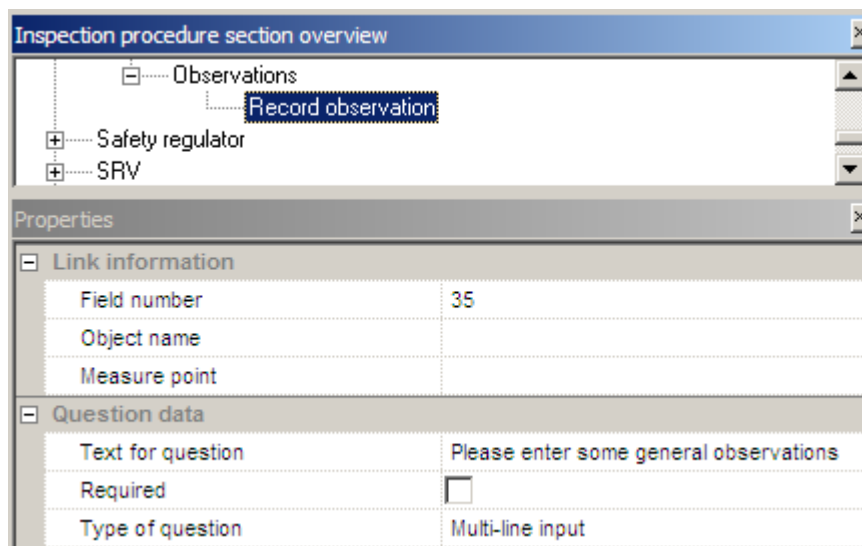 Inspection procedure section overview
Observations
Record observation
Safety regulator
SRV
Properties
Link information
Field number 35
Object name
Measure point
Question data
Text for question Please enter some general observations
Required
Type of question Multi-line input